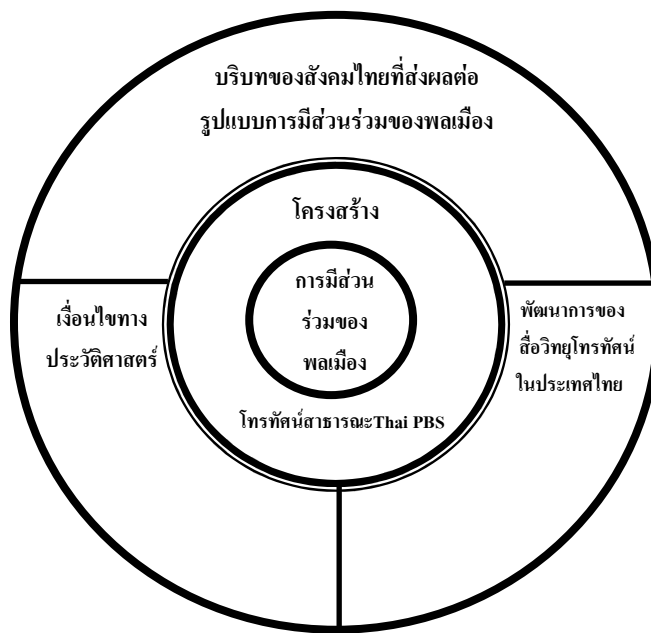 บริบทของสังคมไทยที่ส่งผลต่อ
รูปแบบการมีส่วนร่วมของพลเมือง
โครงสร้าง
การมีส่วน
ร่วมของ
พลเมือง
โทรทัศน์สาธารณะThai PBS
เงื่อนไขทาง
ประวัติศาสตร์
พัฒนาการของ
สื่อวิทยุโทรทัศน์
ในประเทศไทย